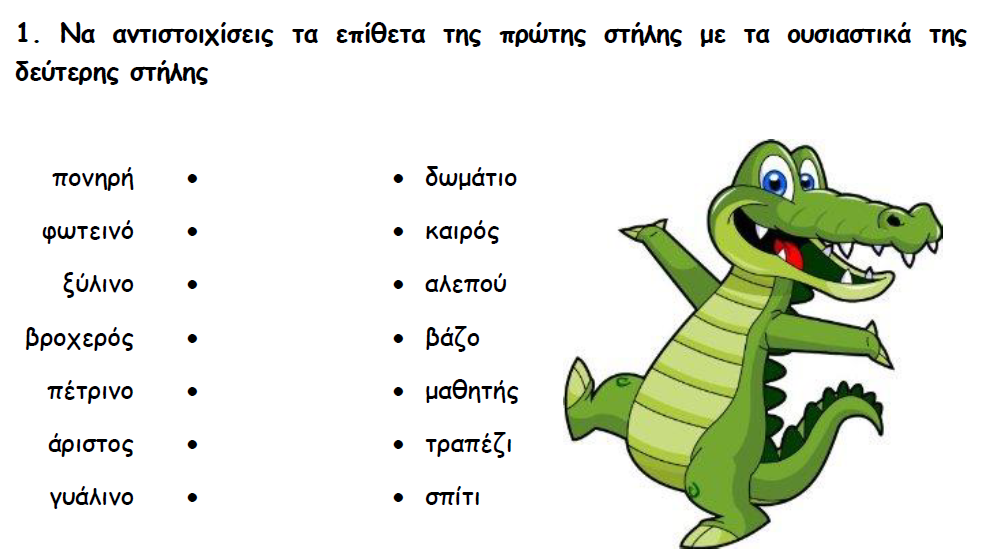 1. Να αντιστοιχίσεις τα επίθετα της πρώτης στήλης με τα ουσιαστικά της
δεύτερης στήλης
πονηρή • • δωμάτιο
φωτεινό • • καιρός
ξύλινο • • αλεπού
βροχερός • • βάζο
πέτρινο • • μαθητής
άριστος • • τραπέζι
γυάλινο • • σπίτι